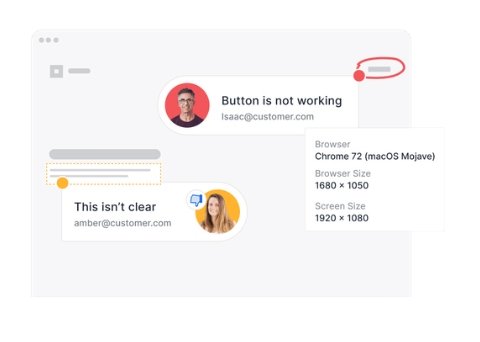 Button is not working
Isaac@customer.com
Browser
Chrome 72 (macOS Mojave)
Browser Size
1680 × 1050
Screen Size
1920 × 1080
This isn’t clear
amber@customer.com